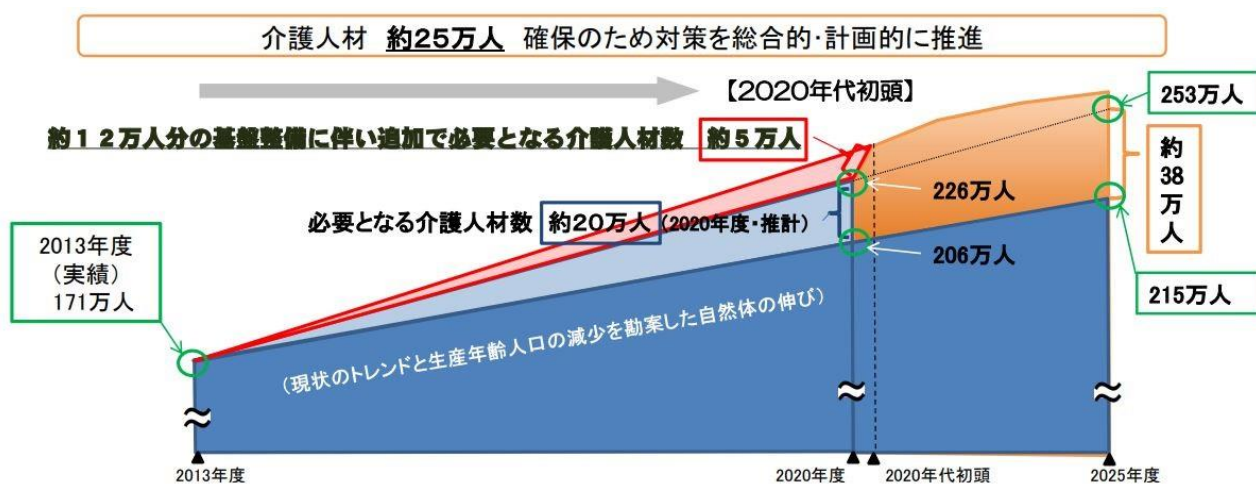 介護人材 約25万人 確保のため対策を総合的・計画的に推進
【2020年代初頭】
253万人
約12万人分の基盤整備に伴い追加で必要となる介護人材数 約5万人
約
38
万
人
226万人
必要となる介護人材数 約20万人 (2020年度・推計)
206万人
215万人
2013年度
(実績)
171万人
(現状のトレンドと生産年齢人口の減少を勘案した自然体の伸び)
2013年度
2020年度
2020年代初頭
2025年度